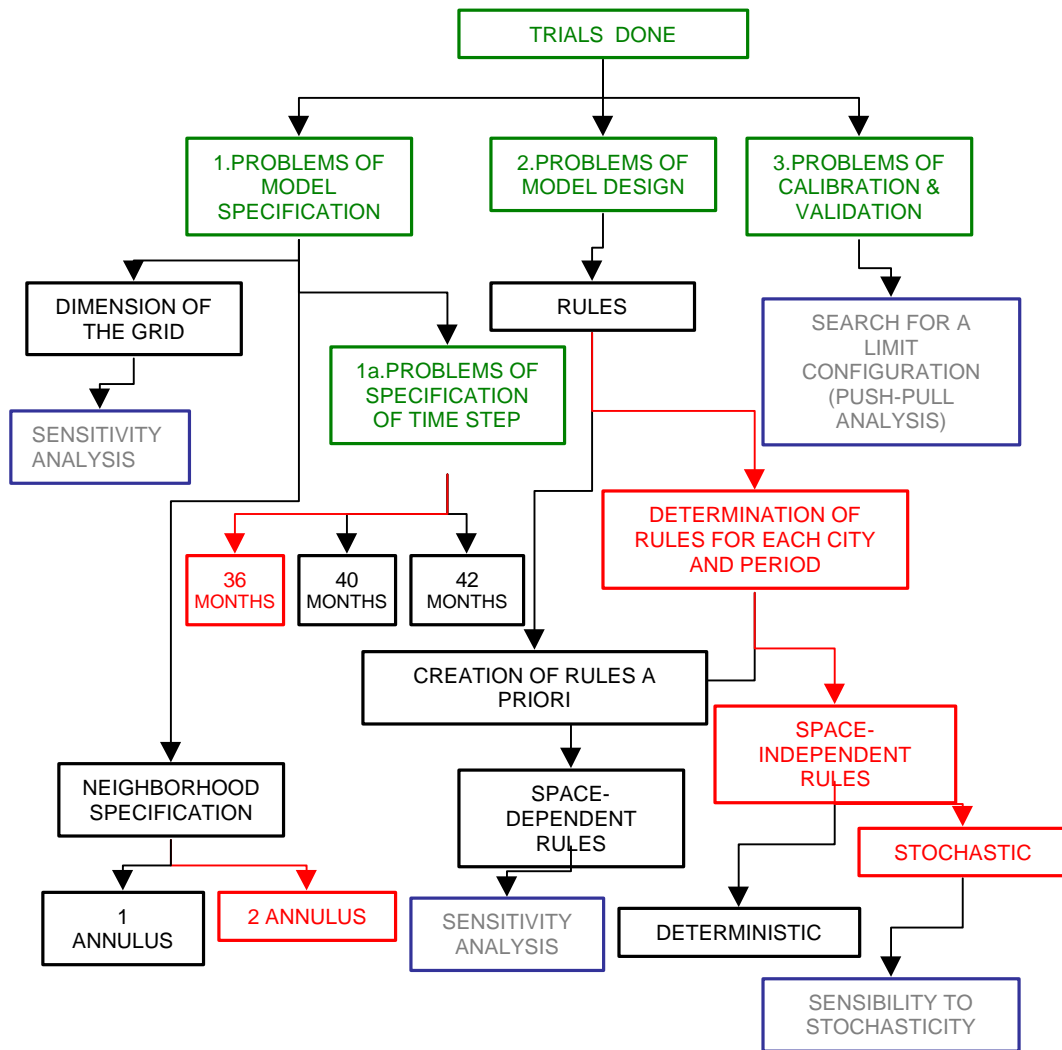 TRIALS DONE
1.PROBLEMS OF
MODEL
SPECIFICATION
2.PROBLEMS OF
MODEL DESIGN
3.PROBLEMS OF
CALIBRATION &
VALIDATION
DIMENSION OF
THE GRID
RULES
SEARCH FOR A
LIMIT
CONFIGURATION
(PUSH-PULL
ANALYSIS)
1a.PROBLEMS OF
SPECIFICATION
OF TIME STEP
SENSITIVITY
ANALYSIS
DETERMINATION OF
RULES FOR EACH CITY
AND PERIOD
36
MONTHS
40
MONTHS
42
MONTHS
CREATION OF RULES A
PRIORI
SPACE-
INDEPENDENT
RULES
NEIGHBORHOOD
SPECIFICATION
SPACE-
DEPENDENT
RULES
STOCHASTIC
1
ANNULUS
2 ANNULUS
SENSITIVITY
ANALYSIS
DETERMINISTIC
SENSIBILITY TO
STOCHASTICITY